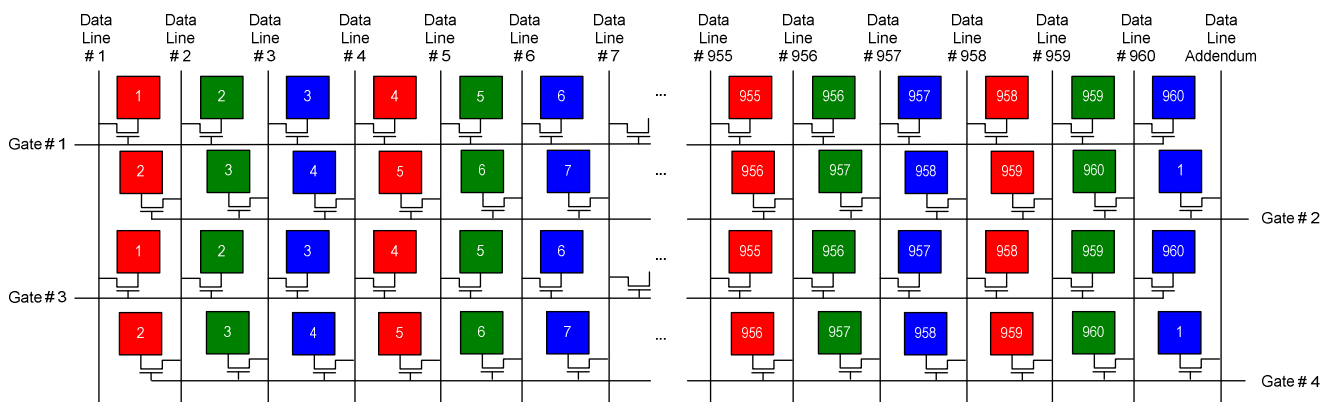 Data Line # 1
Data Line # 2
Data Line # 3
Data Line # 4
Data Line # 5
Data Line # 6
Data Line # 7
Data Line # 955
Data Line # 956
Data Line # 957
Data Line # 958
Data Line # 959
Data Line # 960
Data Line Addendum
1 2 3 4 5 6 ... 955 956 957 958 959 960
Gate # 1
2 3 4 5 6 7 ... 956 957 958 959 960 1
Gate # 2
1 2 3 4 5 6 ... 955 956 957 958 959 960
Gate # 3
2 3 4 5 6 7 ... 956 957 958 959 960 1
Gate # 4